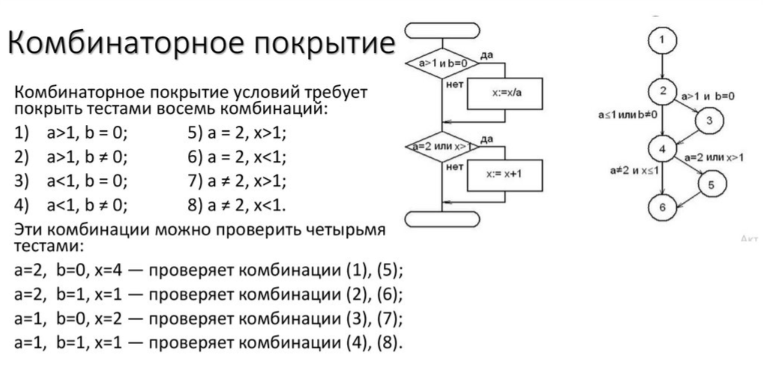 Комбинаторное покрытие
Комбинаторное покрытие условий требует
покрыть тестами восемь комбинаций:
1) a>1, b = 0; 5) a = 2, x>1;
2) a>1, b ≠ 0; 6) a = 2, x<1;
3) a<1, b = 0; 7) a ≠ 2, x>1;
4) a<1, b ≠ 0; 8) a ≠ 2, x<1.
Эти комбинации можно проверить четырьмя
тестами:
a=2, b=0, x=4 — проверяет комбинации (1), (5);
a=2, b=1, x=1 — проверяет комбинации (2), (6);
a=1, b=0, x=2 — проверяет комбинации (3), (7);
a=1, b=1, x=1 — проверяет комбинации (4), (8).
да
a>1 и b=0
нет
x:=x/a
да
a=2 или x>1
нет
x:= x+1
1
2
a>1 и b=0
a≤1или b≠0
3
4
a=2 или x>1
a≠2 и x≤1
5
6
Акт